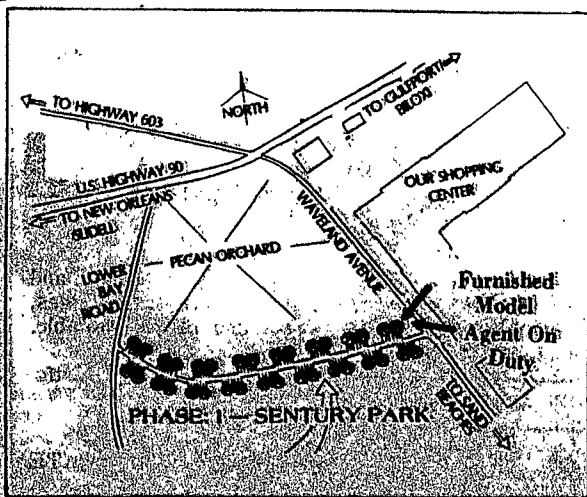 TO HIGHWAY 603
NORTH
TO GULFPORT
BILOXI
U.S. HIGHWAY 90
TO NEW ORLEANS
SLIDELL
OUR SHOPPING
CENTER
WAVELAND AVENUE
PECAN ORCHARD
LOWER
BAY
ROAD
Furnished
Model
Agent On
Duty
TO SAND
BEACHES
PHASE I — SENTURY PARK